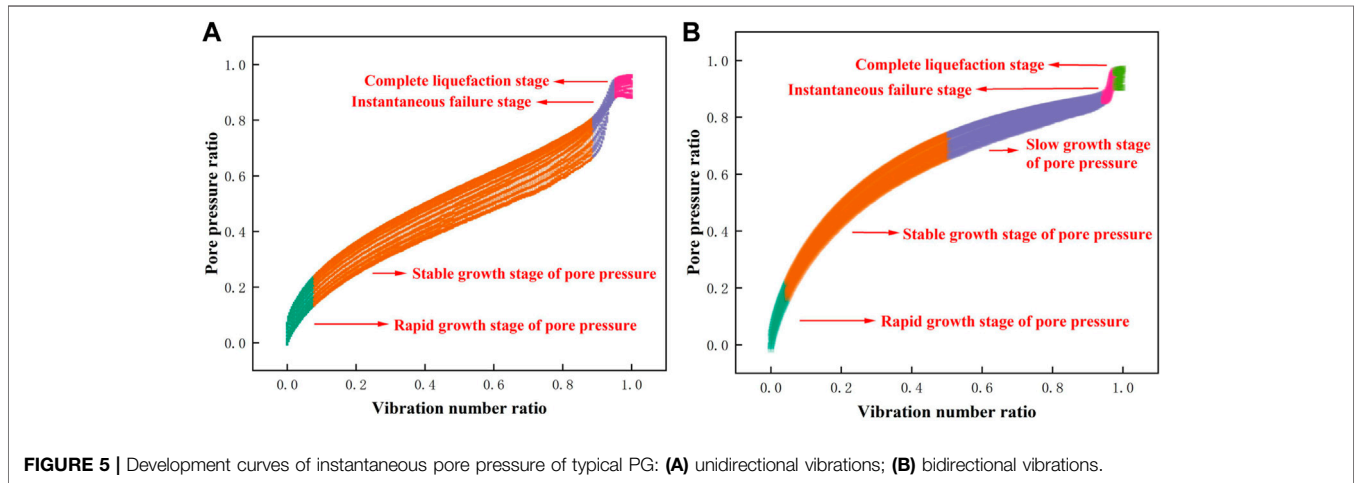 A
Pore pressure ratio
1.0
0.8
0.6
0.4
0.2
0.0
Complete liquefaction stage
Instantaneous failure stage
Stable growth stage of pore pressure
Rapid growth stage of pore pressure
0.0 0.2 0.4 0.6 0.8 1.0
Vibration number ratio
B
Pore pressure ratio
1.0
0.8
0.6
0.4
0.2
0.0
Complete liquefaction stage
Instantaneous failure stage
Slow growth stage
of pore pressure
Stable growth stage of pore pressure
Rapid growth stage of pore pressure
0.0 0.2 0.4 0.6 0.8 1.0
Vibration number ratio
FIGURE 5 | Development curves of instantaneous pore pressure of typical PG: (A) unidirectional vibrations; (B) bidirectional vibrations.